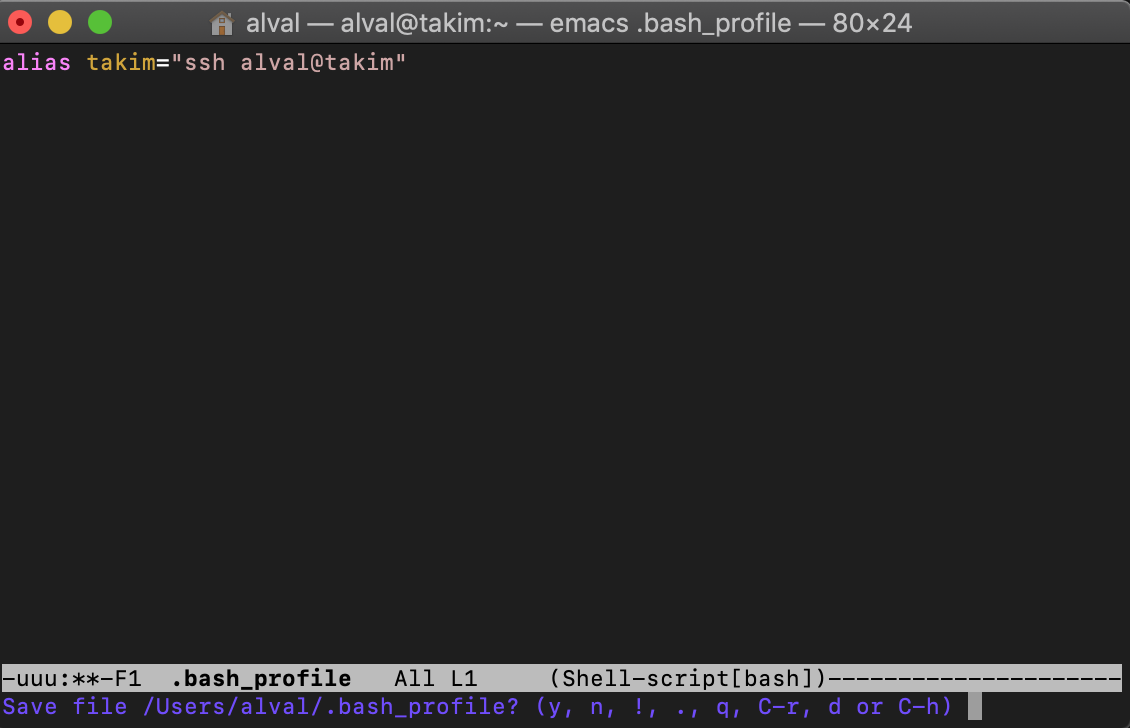 alval — alval@takim:~ — emacs .bash_profile — 80×24
alias takim="ssh alval@takim"
-uuu:**-F1  .bash_profile   All L1     (Shell-script[bash])---------------------
Save file /Users/alval/.bash_profile? (y, n, !, ., q, C-r, d or C-h)